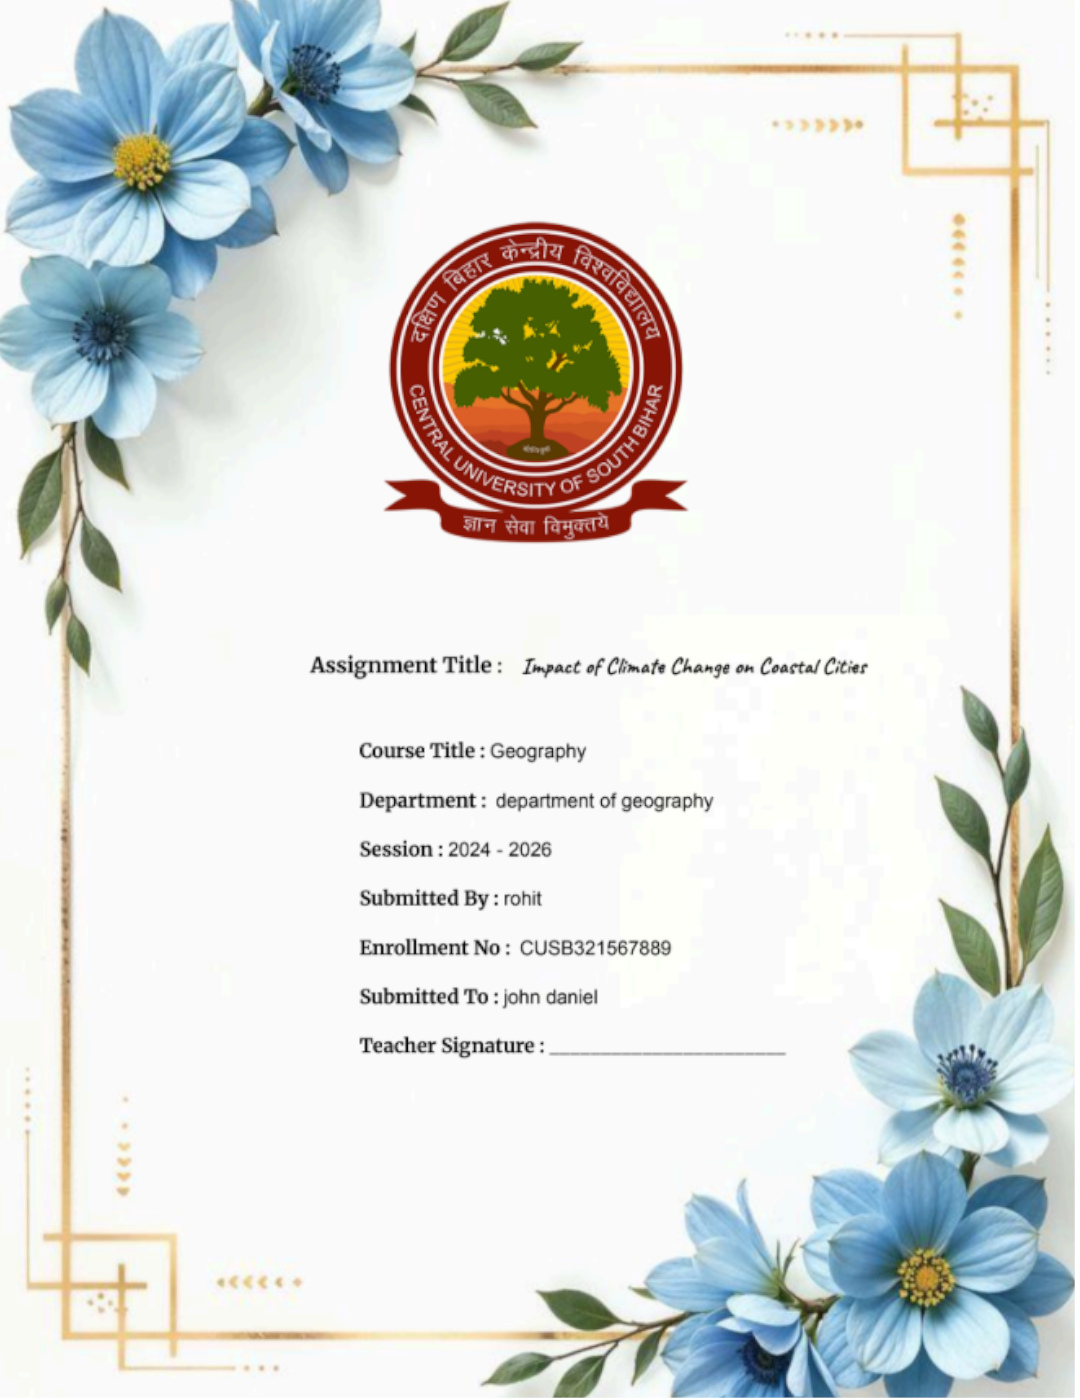 दक्षिण बिहार केन्द्रीय विश्वविद्यालय
CENTRAL UNIVERSITY OF SOUTH BIHAR
ज्ञान सेवा विमुक्तये
Assignment Title : Impact of Climate Change on Coastal Cities
Course Title : Geography
Department : department of geography
Session : 2024 - 2026
Submitted By : rohit
Enrollment No : CUSB321567889
Submitted To : john daniel
Teacher Signature : ________________________